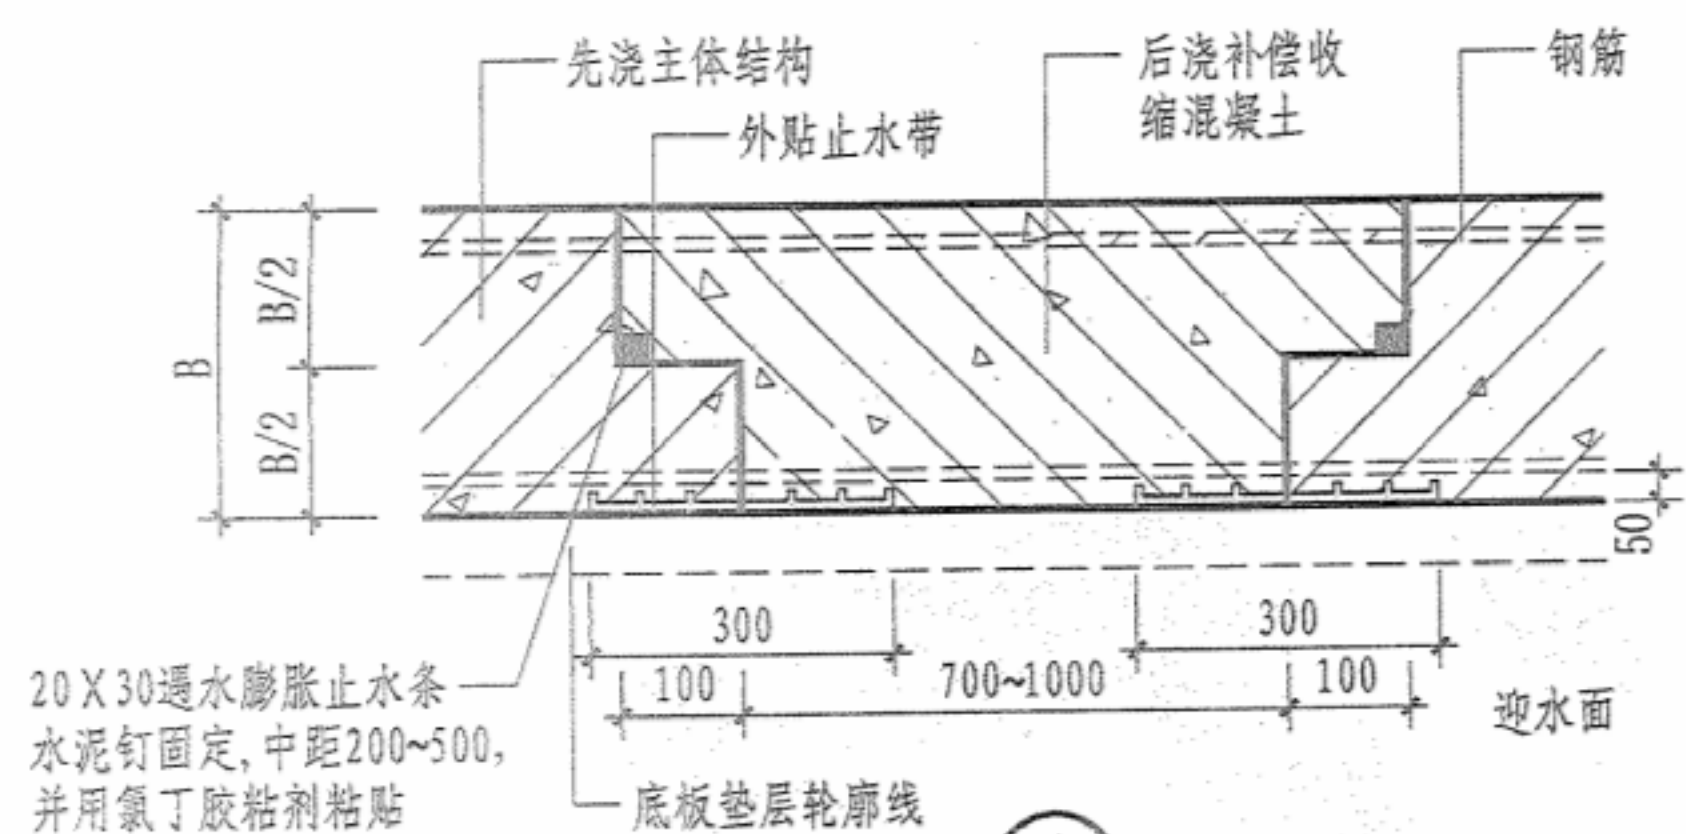 先浇主体结构
后浇补偿收
缩混凝土
钢筋
外贴止水带
B
B/2
B/2
50
300
300
100
700~1000
100
迎水面
20X30遇水膨胀止水条
水泥钉固定,中距200~500,
并用氯丁胶粘剂粘贴
底板垫层轮廓线